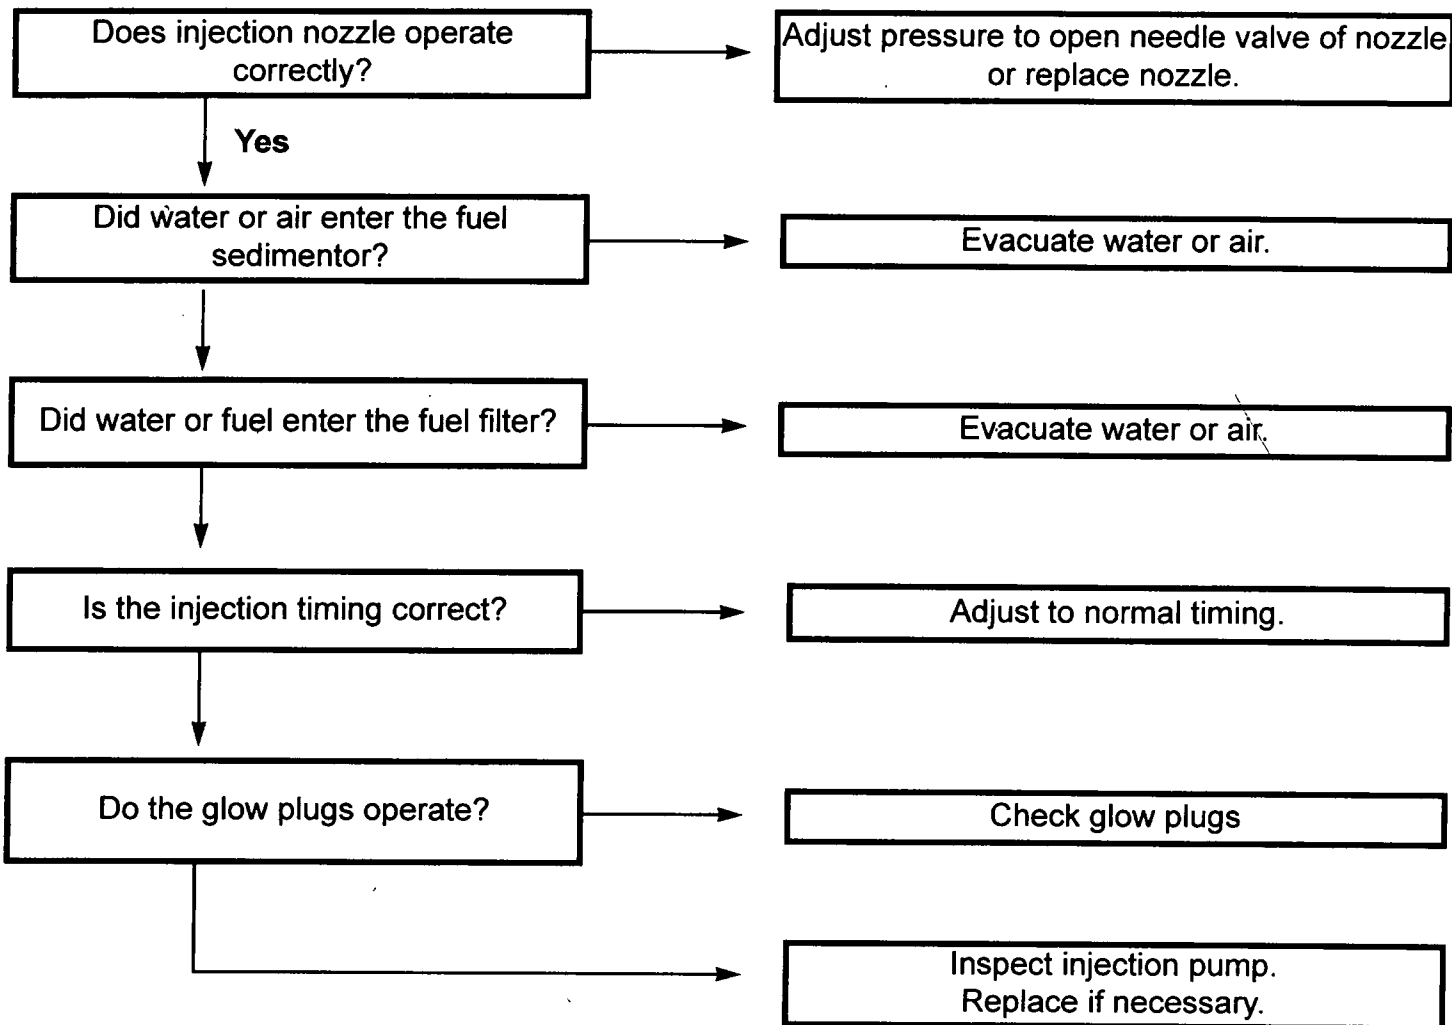 Does injection nozzle operate
correctly?
Adjust pressure to open needle valve of nozzle
or replace nozzle.
Yes
Did water or air enter the fuel
sedimentor?
Evacuate water or air.
Did water or fuel enter the fuel filter?
Evacuate water or air.
Is the injection timing correct?
Adjust to normal timing.
Do the glow plugs operate?
Check glow plugs
Inspect injection pump.
Replace if necessary.